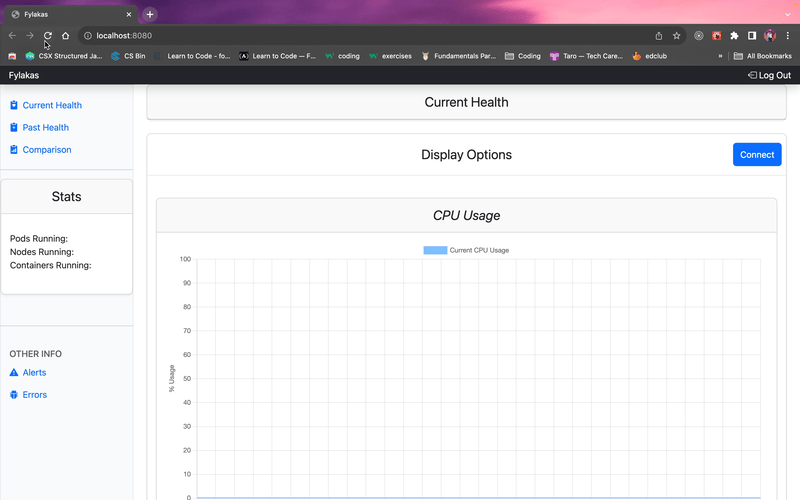 Fylakas
localhost:8080
CSX Structured Ja...
CS Bin
Learn to Code - fo...
Learn to Code — F...
coding
exercises
Fundamentals Par...
Coding
Taro — Tech Care...
edclub
»
All Bookmarks
Fylakas
Log Out
Current Health
Past Health
Comparison
Stats
Pods Running:
Nodes Running:
Containers Running:
OTHER INFO
Alerts
Errors
Current Health
Display Options
Connect
CPU Usage
Current CPU Usage
% Usage
100
90
80
70
60
50
40
30
20
10
0